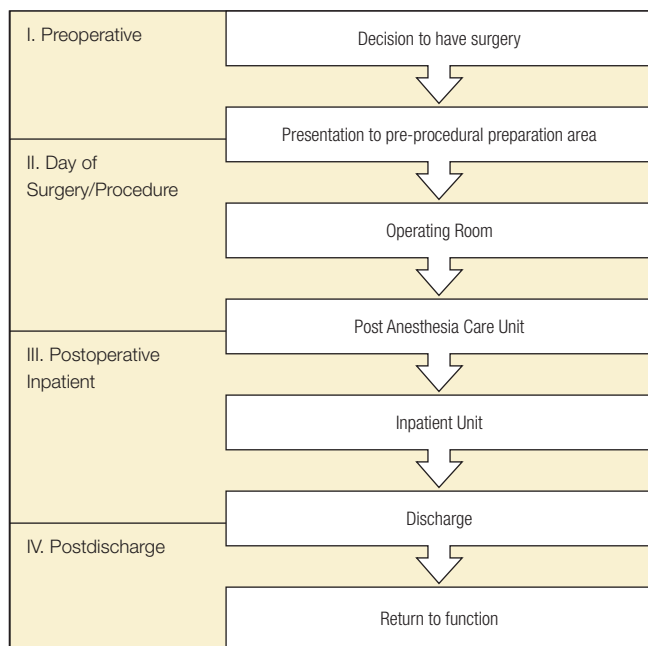 I. Preoperative
Decision to have surgery
Presentation to pre-procedural preparation area
II. Day of
Surgery/Procedure
Operating Room
Post Anesthesia Care Unit
III. Postoperative
Inpatient
Inpatient Unit
Discharge
IV. Postdischarge
Return to function